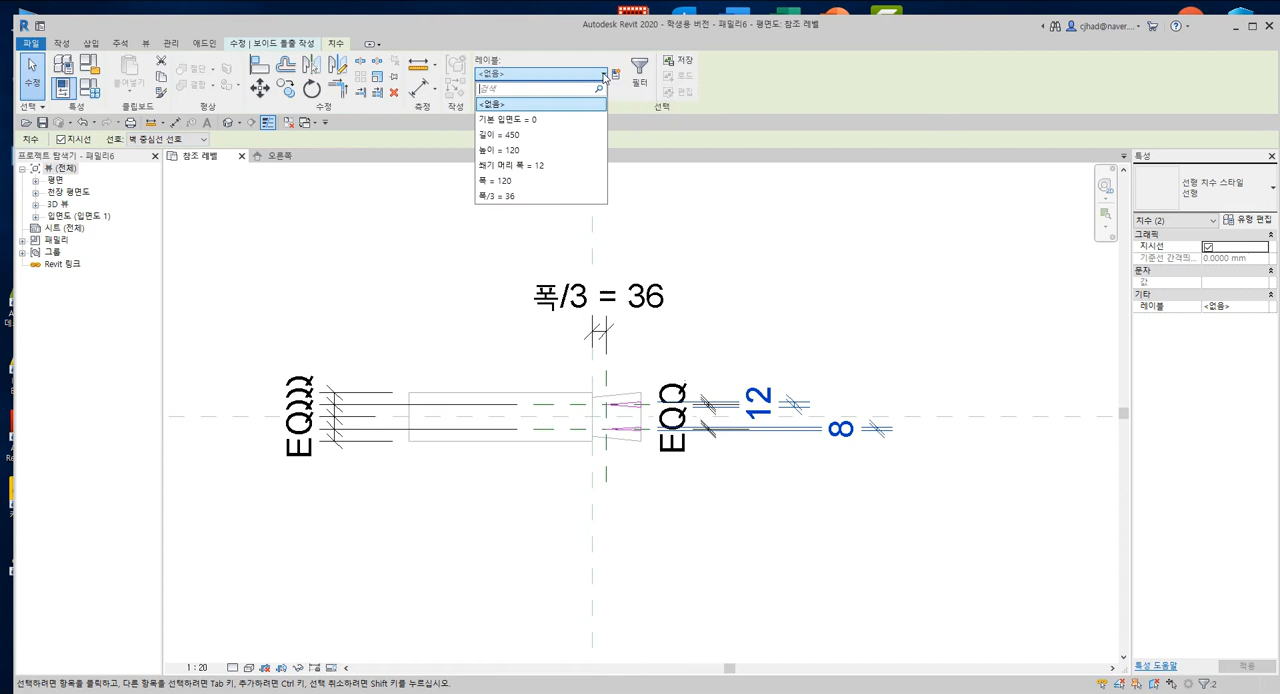 Autodesk Revit 2020 - 학생용 버전 - 패밀리6 - 평면도: 참조 레벨
cjhad@naver....
파일 작성 삽입 주석 뷰 관리 애드인 수정 | 보이드 돌출 작성 치수
수정
붙여넣기
절단
결합
레이블:
<없음>
필터
저장
로드
편집
선택 특성 클립보드 형상 수정 측정 작성 선택
검색
<없음>
기본 입면도 = 0
길이 = 450
높이 = 120
쐐기 머리 폭 = 12
폭 = 120
폭/3 = 36
치수 지시선 선호: 벽 중심선 선호
프로젝트 탐색기 - 패밀리6
뷰 (전체)
평면
천장 평면도
3D 뷰
입면도 (입면도 1)
시트 (전체)
패밀리
그룹
Revit 링크
참조 레벨
오른쪽
폭/3 = 36
EQ
EQQ
12
8
특성
선형 치수 스타일
선형
치수 (2)
유형 편집
그래픽
지시선
기준선 간격띄... 0.0000 mm
문자
값
기타
레이블 <없음>
특성 도움말
적용
1 : 20
선택하려면 항목을 클릭하고, 다른 항목을 선택하려면 Tab 키, 추가하려면 Ctrl 키, 선택 취소하려면 Shift 키를 누르십시오.
:2